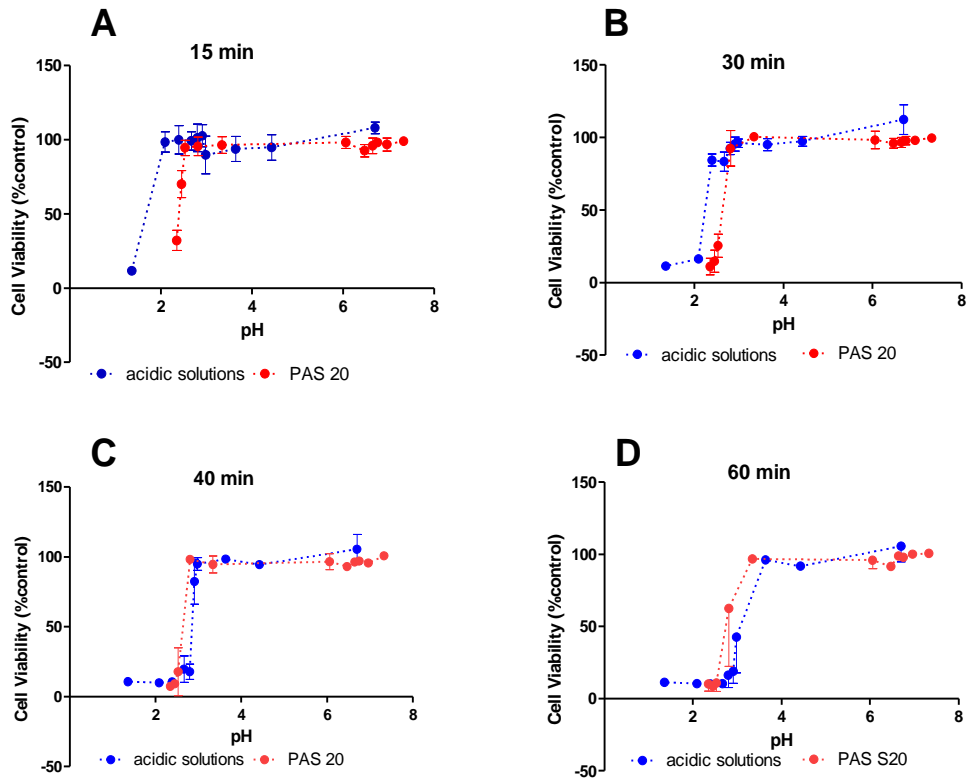 A
15 min
150
100
50
0
-50
Cell Viability (%control)
2
4
6
8
pH
acidic solutions
PAS 20
B
30 min
150
100
50
0
-50
Cell Viability (%control)
2
4
6
8
pH
acidic solutions
PAS 20
C
40 min
150
100
50
0
-50
Cell Viability (%control)
2
4
6
8
pH
acidic solutions
PAS 20
D
60 min
150
100
50
0
-50
Cell Viability (%control)
2
4
6
8
pH
acidic solutions
PAS S20